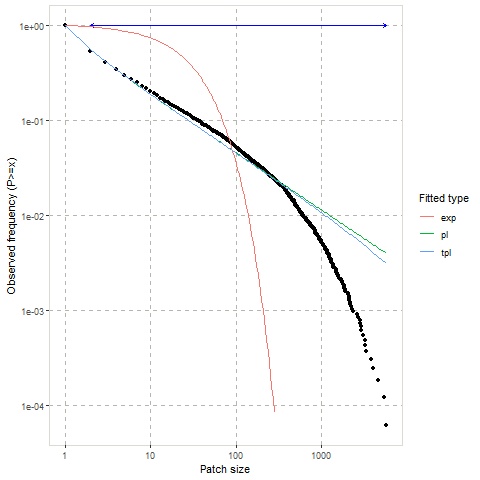 1e+00
1e-01
1e-02
1e-03
1e-04
Observed frequency (P>=x)
1
10
100
1000
Patch size
Fitted type
exp
pl
tpl